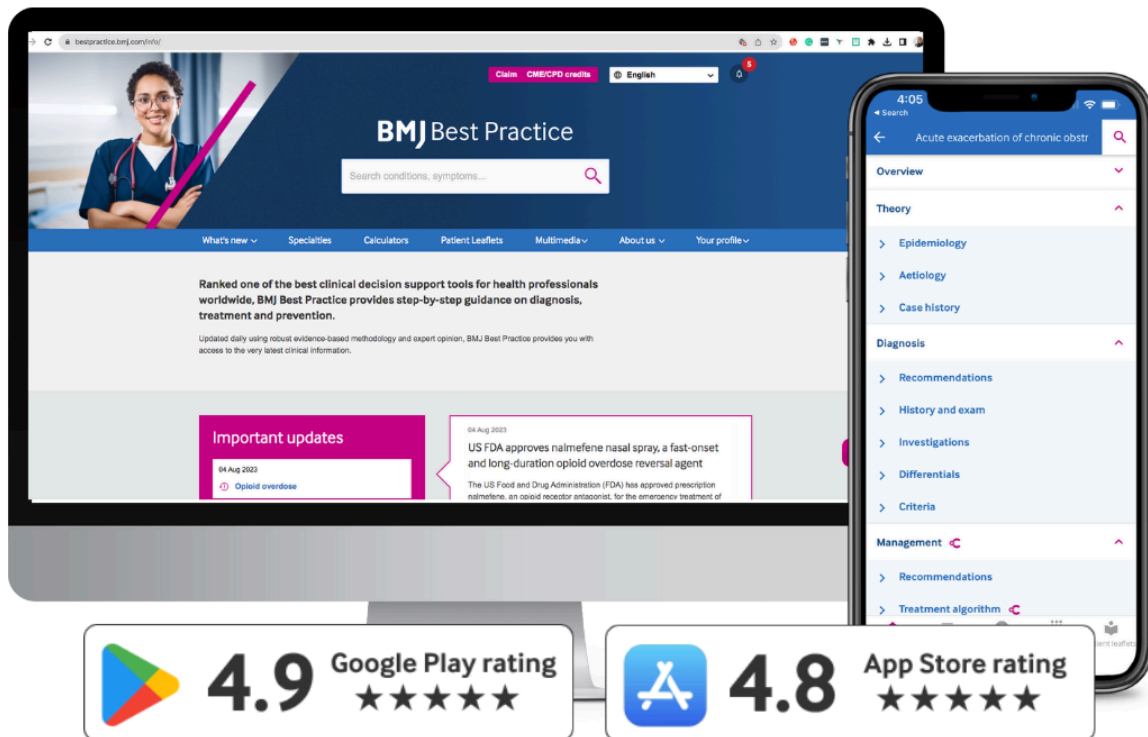 bestpractice.bmj.com/info/
Claim CME/CPD credits
English
5
BMJ Best Practice
Search conditions, symptoms...
What's new
Specialties
Calculators
Patient Leaflets
Multimedia
About us
Your profile
Ranked one of the best clinical decision support tools for health professionals
worldwide, BMJ Best Practice provides step-by-step guidance on diagnosis,
treatment and prevention.
Updated daily using robust evidence-based methodology and expert opinion, BMJ Best Practice provides you with
access to the very latest clinical information.
Important updates
04 Aug 2023
Opioid overdose
04 Aug 2023
US FDA approves nalmefene nasal spray, a fast-onset
and long-duration opioid overdose reversal agent
The US Food and Drug Administration (FDA) has approved prescription
nalmefene, an opioid receptor antagonist, for the emergency treatment of
4:05
Search
Acute exacerbation of chronic obstr
Overview
Theory
Epidemiology
Aetiology
Case history
Diagnosis
Recommendations
History and exam
Investigations
Differentials
Criteria
Management
Recommendations
Treatment algorithm
leaflets
4.9
Google Play rating
4.8
App Store rating